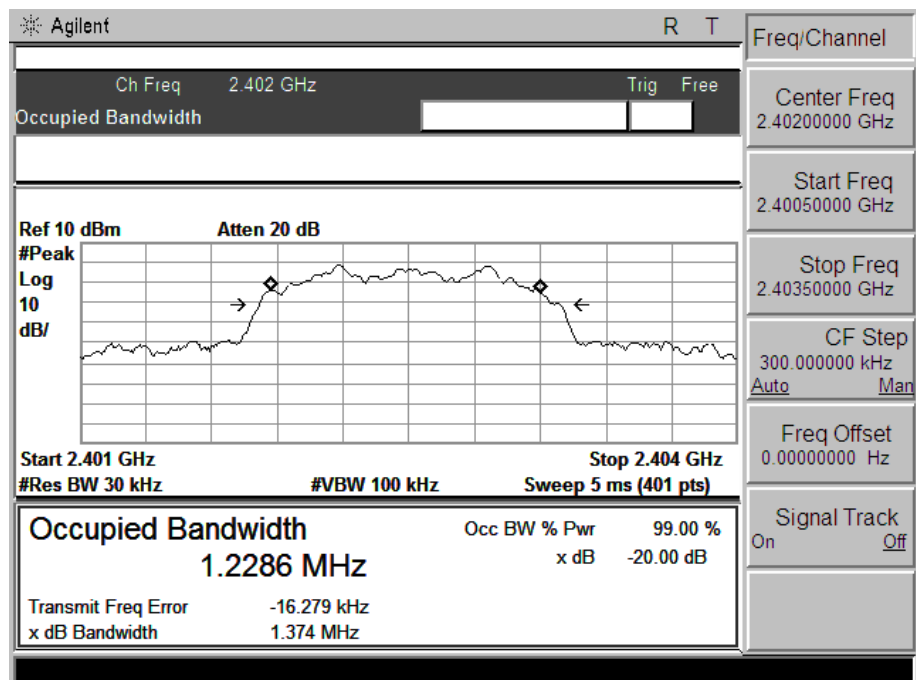 Agilent R T
Ch Freq 2.402 GHz Trig Free
Occupied Bandwidth
Ref 10 dBm Atten 20 dB
#Peak
Log
10
dB/
Start 2.401 GHz Stop 2.404 GHz
#Res BW 30 kHz #VBW 100 kHz Sweep 5 ms (401 pts)
Occupied Bandwidth Occ BW % Pwr 99.00 %
1.2286 MHz x dB -20.00 dB
Transmit Freq Error -16.279 kHz
x dB Bandwidth 1.374 MHz
Freq/Channel
Center Freq
2.40200000 GHz
Start Freq
2.40050000 GHz
Stop Freq
2.40350000 GHz
CF Step
300.000000 kHz
Auto Man
Freq Offset
0.00000000 Hz
Signal Track
On Off